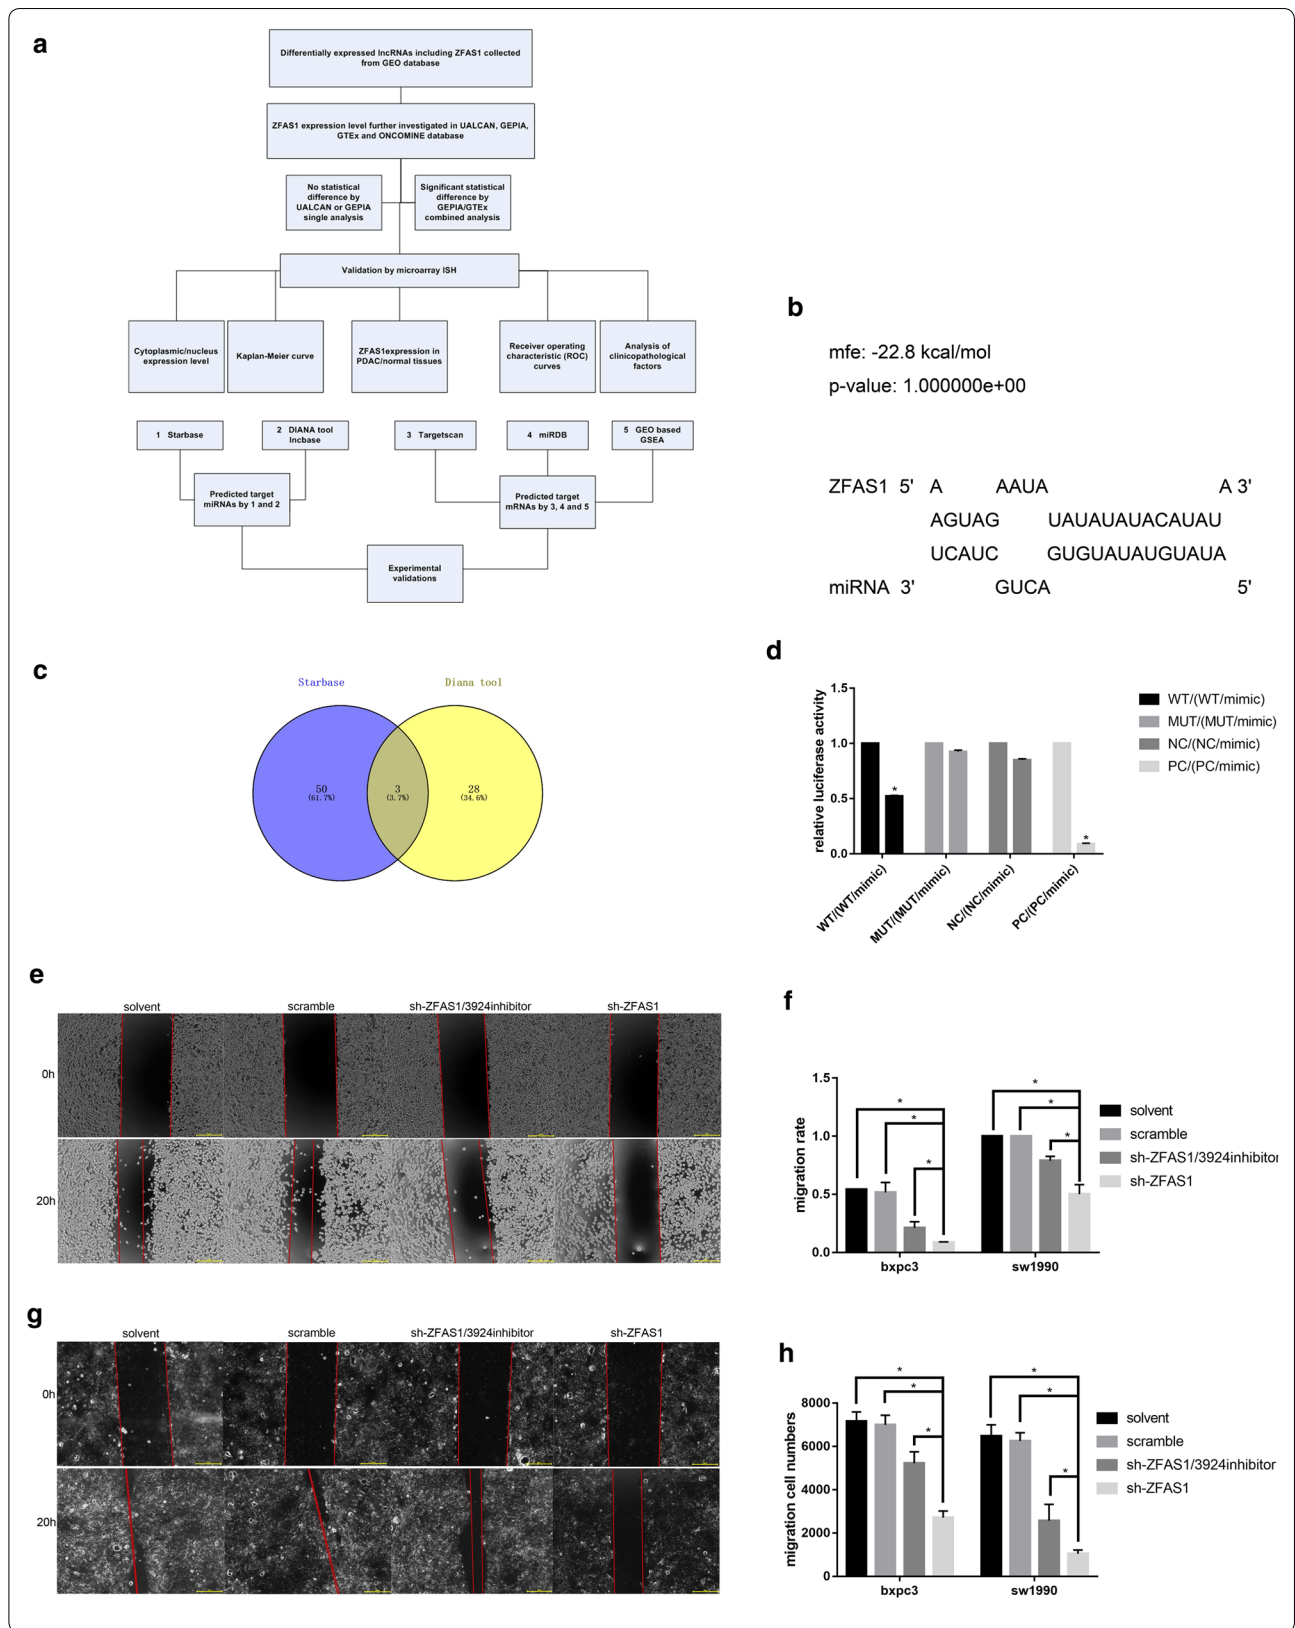 a
Differentially expressed lncRNAs including ZFAS1 collected
from GEO database
ZFAS1 expression level further investigated in UALCAN, GEPIA,
GTEx and ONCOMINE database
No statistical
difference by
UALCAN or GEPIA
single analysis
Significant statistical
difference by
GEPIA/GTEx
combined analysis
Validation by microarray ISH
Cytoplasmic/nucleus
expression level
Kaplan-Meier curve
ZFAS1expression in
PDAC/normal tissues
Receiver operating
characteristic (ROC)
curves
Analysis of
clinicopathological
factors
1 Starbase
2 DIANA tool
lncbase
3 Targetscan
4 miRDB
5 GEO based
GSEA
Predicted target
miRNAs by 1 and 2
Predicted target
mRNAs by 3, 4 and 5
Experimental
validations
b
mfe: -22.8 kcal/mol
p-value: 1.000000e+00
ZFAS1 5' A AAUA A 3'
AGUAG UAUAUAUACAUAU
UCAUC GUGUAUAUGUAUA
miRNA 3' GUCA 5'
c
Starbase
Diana tool
50
(61.7%)
3
(3.7%)
28
(34.6%)
d
relative luciferase activity
1.5
1.0
0.5
0.0
*
*
WT/(WT/mimic)
MUT/(MUT/mimic)
NC/(NC/mimic)
PC/(PC/mimic)
WT/(WT/mimic)
MUT/(MUT/mimic)
NC/(NC/mimic)
PC/(PC/mimic)
e
solvent scramble sh-ZFAS1/3924inhibitor sh-ZFAS1
0h
20h
f
migration rate
1.5
1.0
0.5
0.0
*
*
*
*
*
*
bxpc3 sw1990
solvent
scramble
sh-ZFAS1/3924inhibitor
sh-ZFAS1
g
solvent scramble sh-ZFAS1/3924inhibitor sh-ZFAS1
0h
20h
h
migration cell numbers
8000
6000
4000
2000
0
*
*
*
*
*
*
bxpc3 sw1990
solvent
scramble
sh-ZFAS1/3924inhibitor
sh-ZFAS1